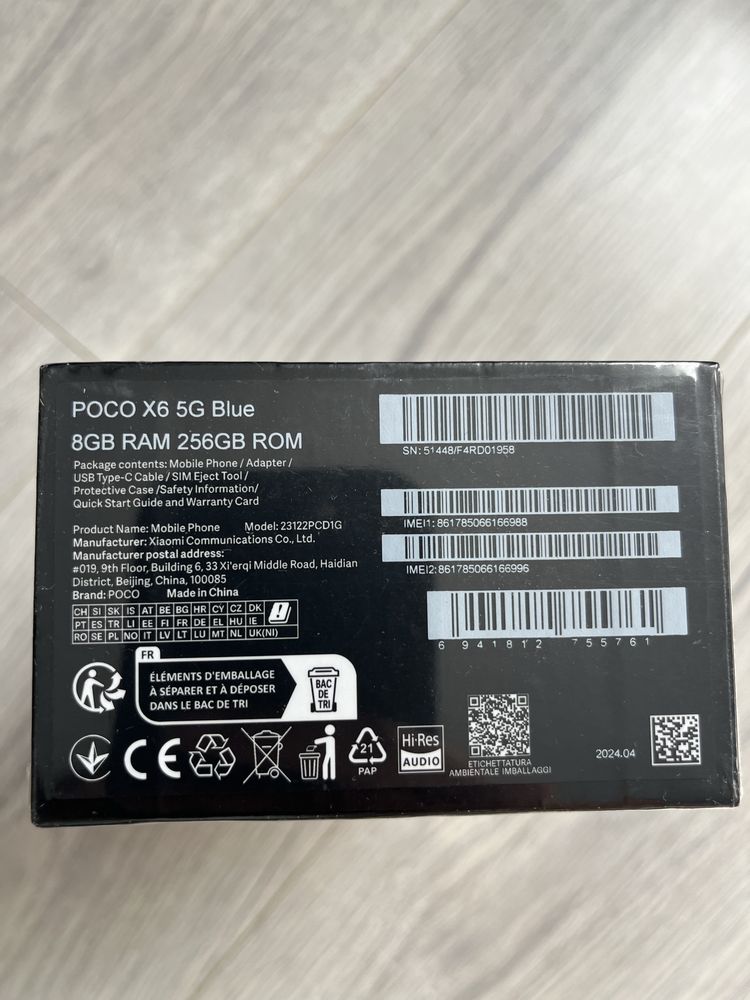 POCO X6 5G Blue
8GB RAM 256GB ROM
Package contents: Mobile Phone / Adapter /
USB Type-C Cable / SIM Eject Tool /
Protective Case /Safety Information/
Quick Start Guide and Warranty Card
Product Name: Mobile Phone Model: 23122PCD1G
Manufacturer: Xiaomi Communications Co., Ltd.
Manufacturer postal address:
#019, 9th Floor, Building 6, 33 Xi'erqi Middle Road, Haidian
District, Beijing, China, 100085
Brand: POCO Made in China
CH SI SK IS AT BE BG HR CY CZ DK
PT ES TR LI EE FI FR DE EL HU IE
RO SE PL NO IT LV LT LU MT NL UK(NI)
SN: 51448/F4RD01958
IMEI1: 861785066166988
IMEI2: 861785066166996
6 941812 755761
FR
ÉLÉMENTS D'EMBALLAGE
À SÉPARER ET À DÉPOSER
DANS LE BAC DE TRI
BAC
DE
TRI
CE
21
PAP
Hi-Res
AUDIO
ETICHETTATURA
AMBIENTALE IMBALLAGGI
2024.04